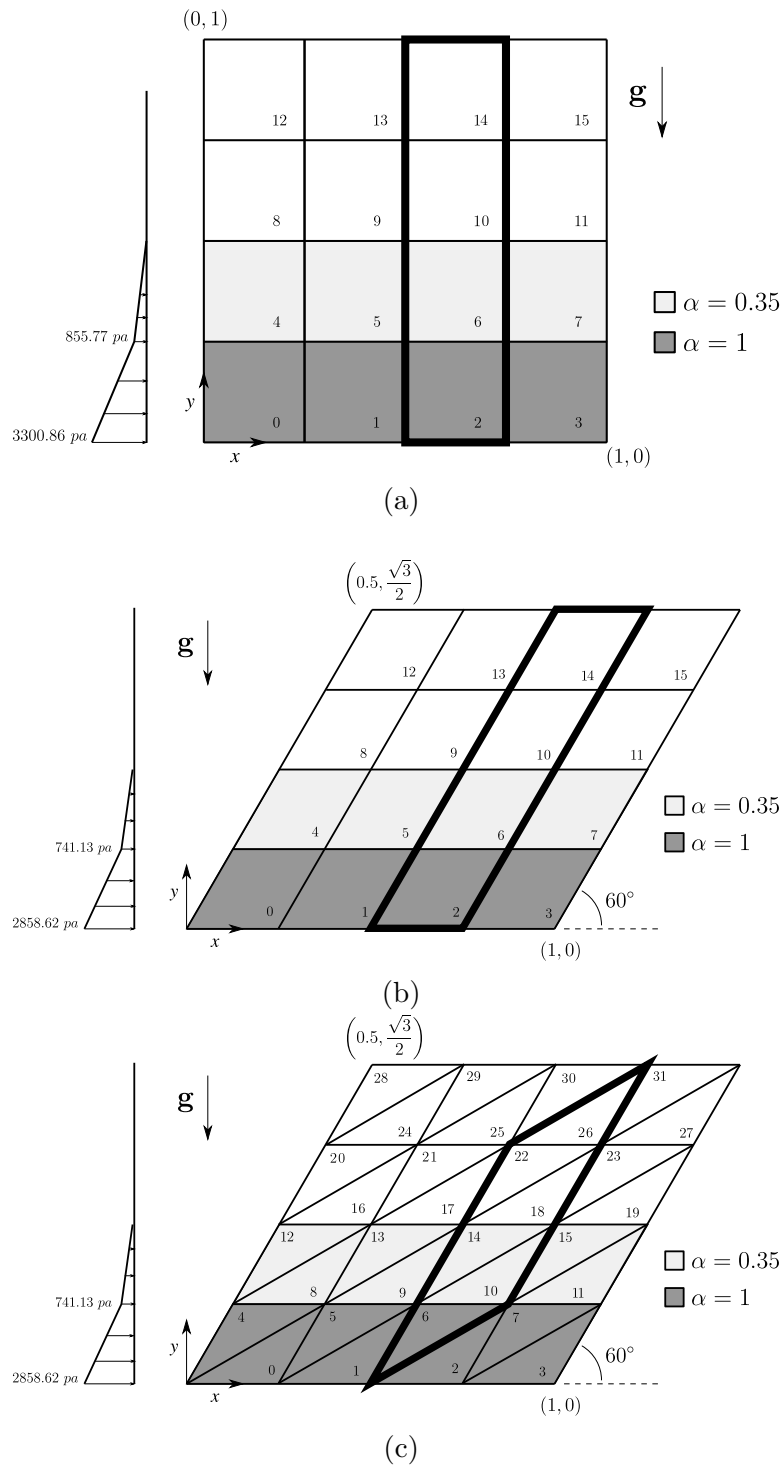 (0, 1)
g
12 13 14 15
8 9 10 11
α = 0.35
855.77 pa
4 5 6 7
α = 1
y
3300.86 pa
0 1 2 3
x
(1, 0)
(a)
(0.5, √3/2)
g
12 13 14 15
8 9 10 11
α = 0.35
4 5 6 7
741.13 pa
α = 1
y
2858.62 pa
0 1 2 3
60°
x
(1, 0)
(b)
(0.5, √3/2)
28 29 30 31
g
24 25 26 27
20 21 22 23
16 17 18 19
12 13 14 15
α = 0.35
8 9 10 11
741.13 pa
α = 1
4 5 6 7
y
2858.62 pa
0 1 2 3
60°
x
(1, 0)
(c)